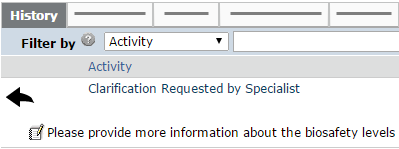 History
Filter by ? Activity
Activity
Clarification Requested by Specialist
Please provide more information about the biosafety levels